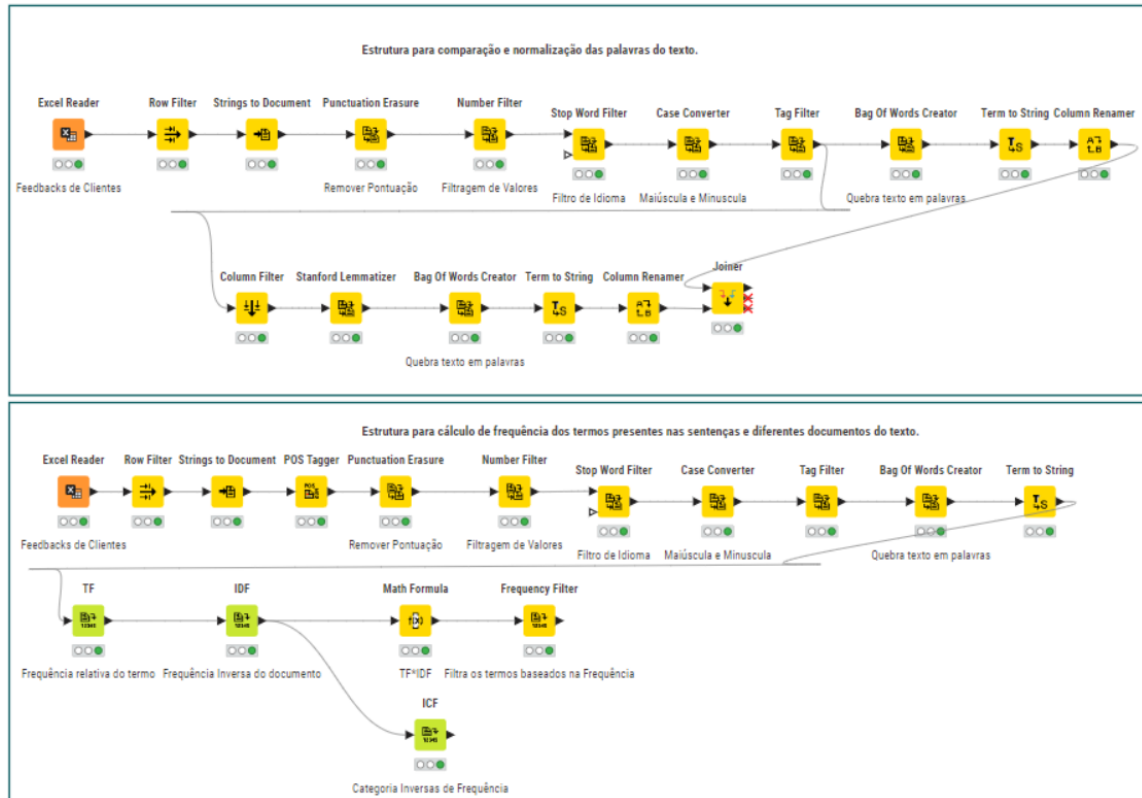 Estrutura para comparação e normalização das palavras do texto.
Excel Reader Row Filter Strings to Document Punctuation Erasure Number Filter Stop Word Filter Case Converter Tag Filter Bag Of Words Creator Term to String Column Renamer
Feedbacks de Clientes Remover Pontuação Filtragem de Valores Filtro de Idioma Maiúscula e Minuscula Quebra texto em palavras
Column Filter Stanford Lemmatizer Bag Of Words Creator Term to String Column Renamer Joiner
Quebra texto em palavras
Estrutura para cálculo de frequência dos termos presentes nas sentenças e diferentes documentos do texto.
Excel Reader Row Filter Strings to Document POS Tagger Punctuation Erasure Number Filter Stop Word Filter Case Converter Tag Filter Bag Of Words Creator Term to String
Feedbacks de Clientes Remover Pontuação Filtragem de Valores Filtro de Idioma Maiúscula e Minuscula Quebra texto em palavras
TF IDF Math Formula Frequency Filter
Frequência relativa do termo Frequência Inversa do documento TF*IDF Filtra os termos baseados na Frequência
ICF
Categoria Inversas de Frequência